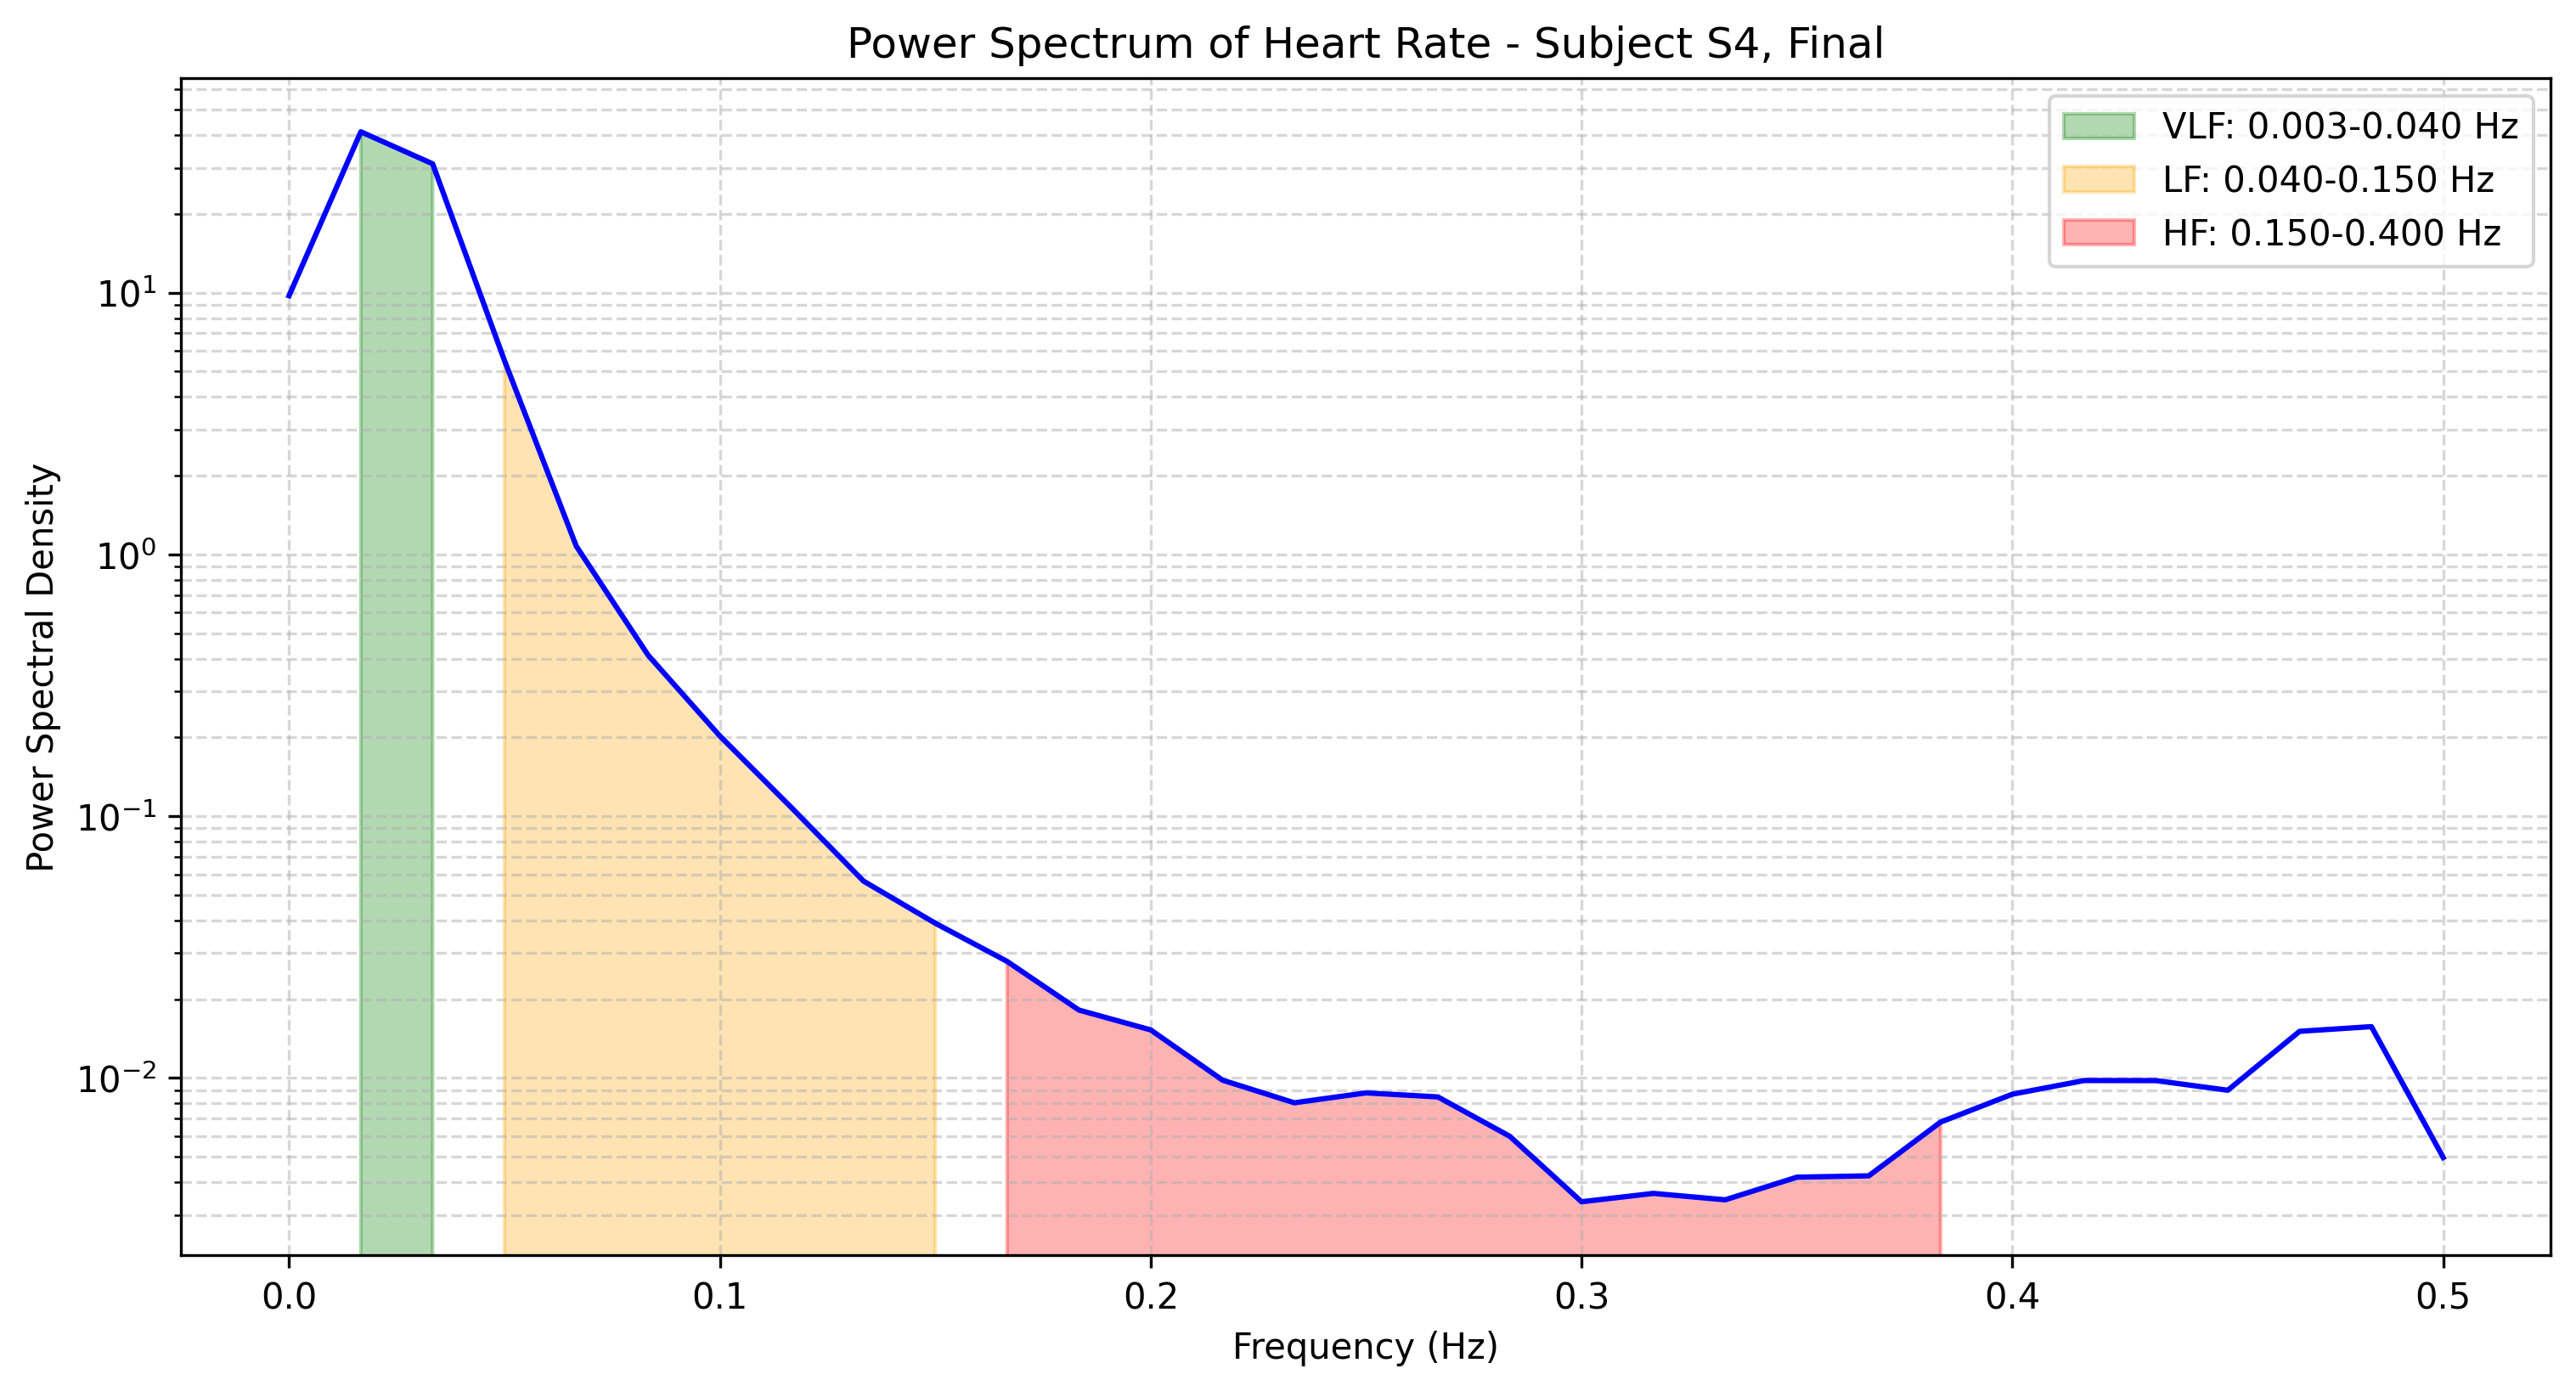 Power Spectrum of Heart Rate - Subject S4, Final
VLF: 0.003-0.040 Hz
LF: 0.040-0.150 Hz
HF: 0.150-0.400 Hz
Power Spectral Density
10¹
10⁰
10⁻¹
10⁻²
0.0 0.1 0.2 0.3 0.4 0.5
Frequency (Hz)